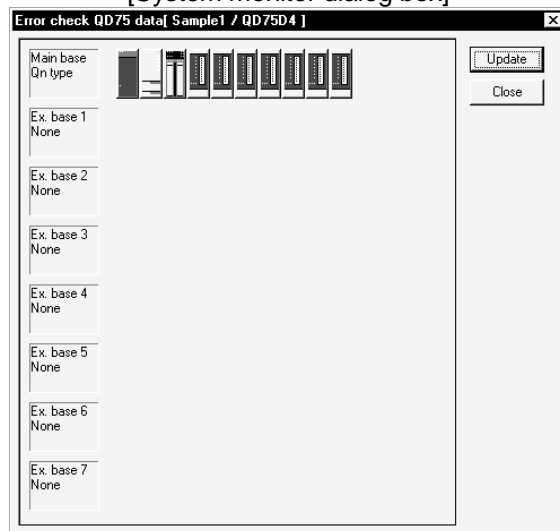 [System monitor dialog box]
Error check QD75 data[ Sample1 / QD75D4 ]
Main base
Qn type
Update
Close
Ex. base 1
None
Ex. base 2
None
Ex. base 3
None
Ex. base 4
None
Ex. base 5
None
Ex. base 6
None
Ex. base 7
None